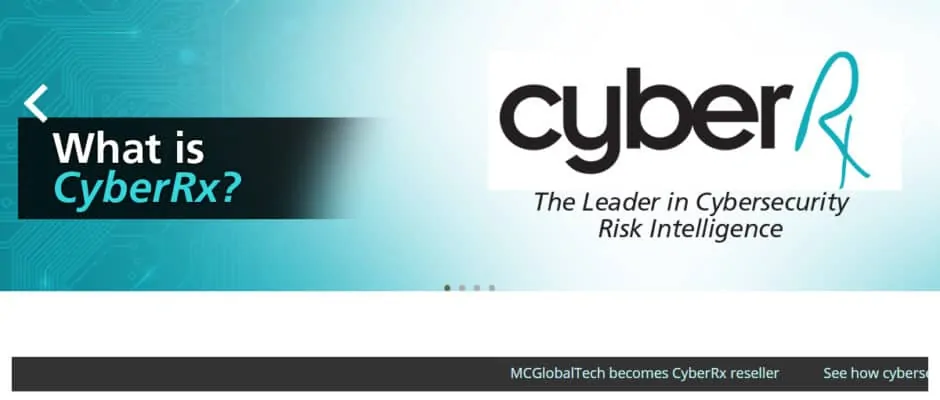 What is
CyberRx?
cyberRx
The Leader in Cybersecurity
Risk Intelligence
MCGlobalTech becomes CyberRx reseller
See how cyberse